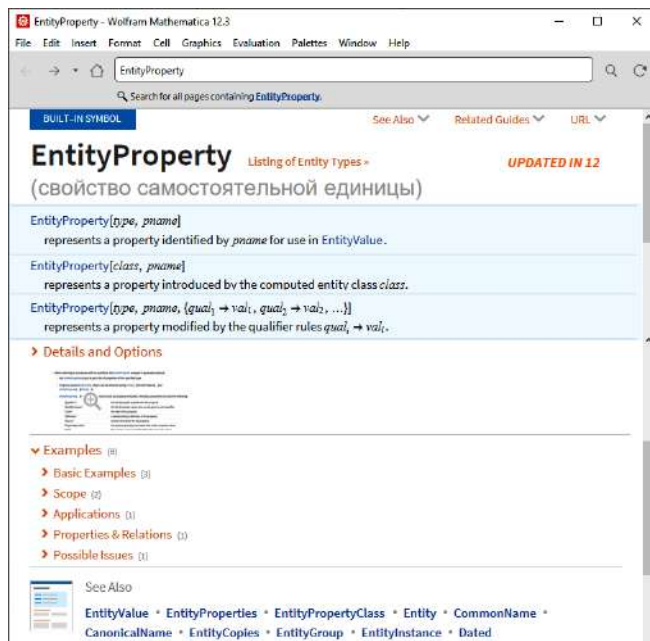 EntityProperty - Wolfram Mathematica 12.3
File Edit Insert Format Cell Graphics Evaluation Palettes Window Help
EntityProperty
Search for all pages containing EntityProperty.
BUILT-IN SYMBOL See Also Related Guides URL
EntityProperty Listing of Entity Types » UPDATED IN 12
(свойство самостоятельной единицы)
EntityProperty[type, pname]
represents a property identified by pname for use in EntityValue.
EntityProperty[class, pname]
represents a property introduced by the computed entity class class.
EntityProperty[type, pname, {qual₁ → val₁, qual₂ → val₂, …}]
represents a property modified by the qualifier rules qualᵢ → valᵢ.
Details and Options
Examples (8)
Basic Examples (3)
Scope (2)
Applications (1)
Properties & Relations (1)
Possible Issues (1)
See Also
EntityValue • EntityProperties • EntityPropertyClass • Entity • CommonName •
CanonicalName • EntityCopies • EntityGroup • EntityInstance • Dated